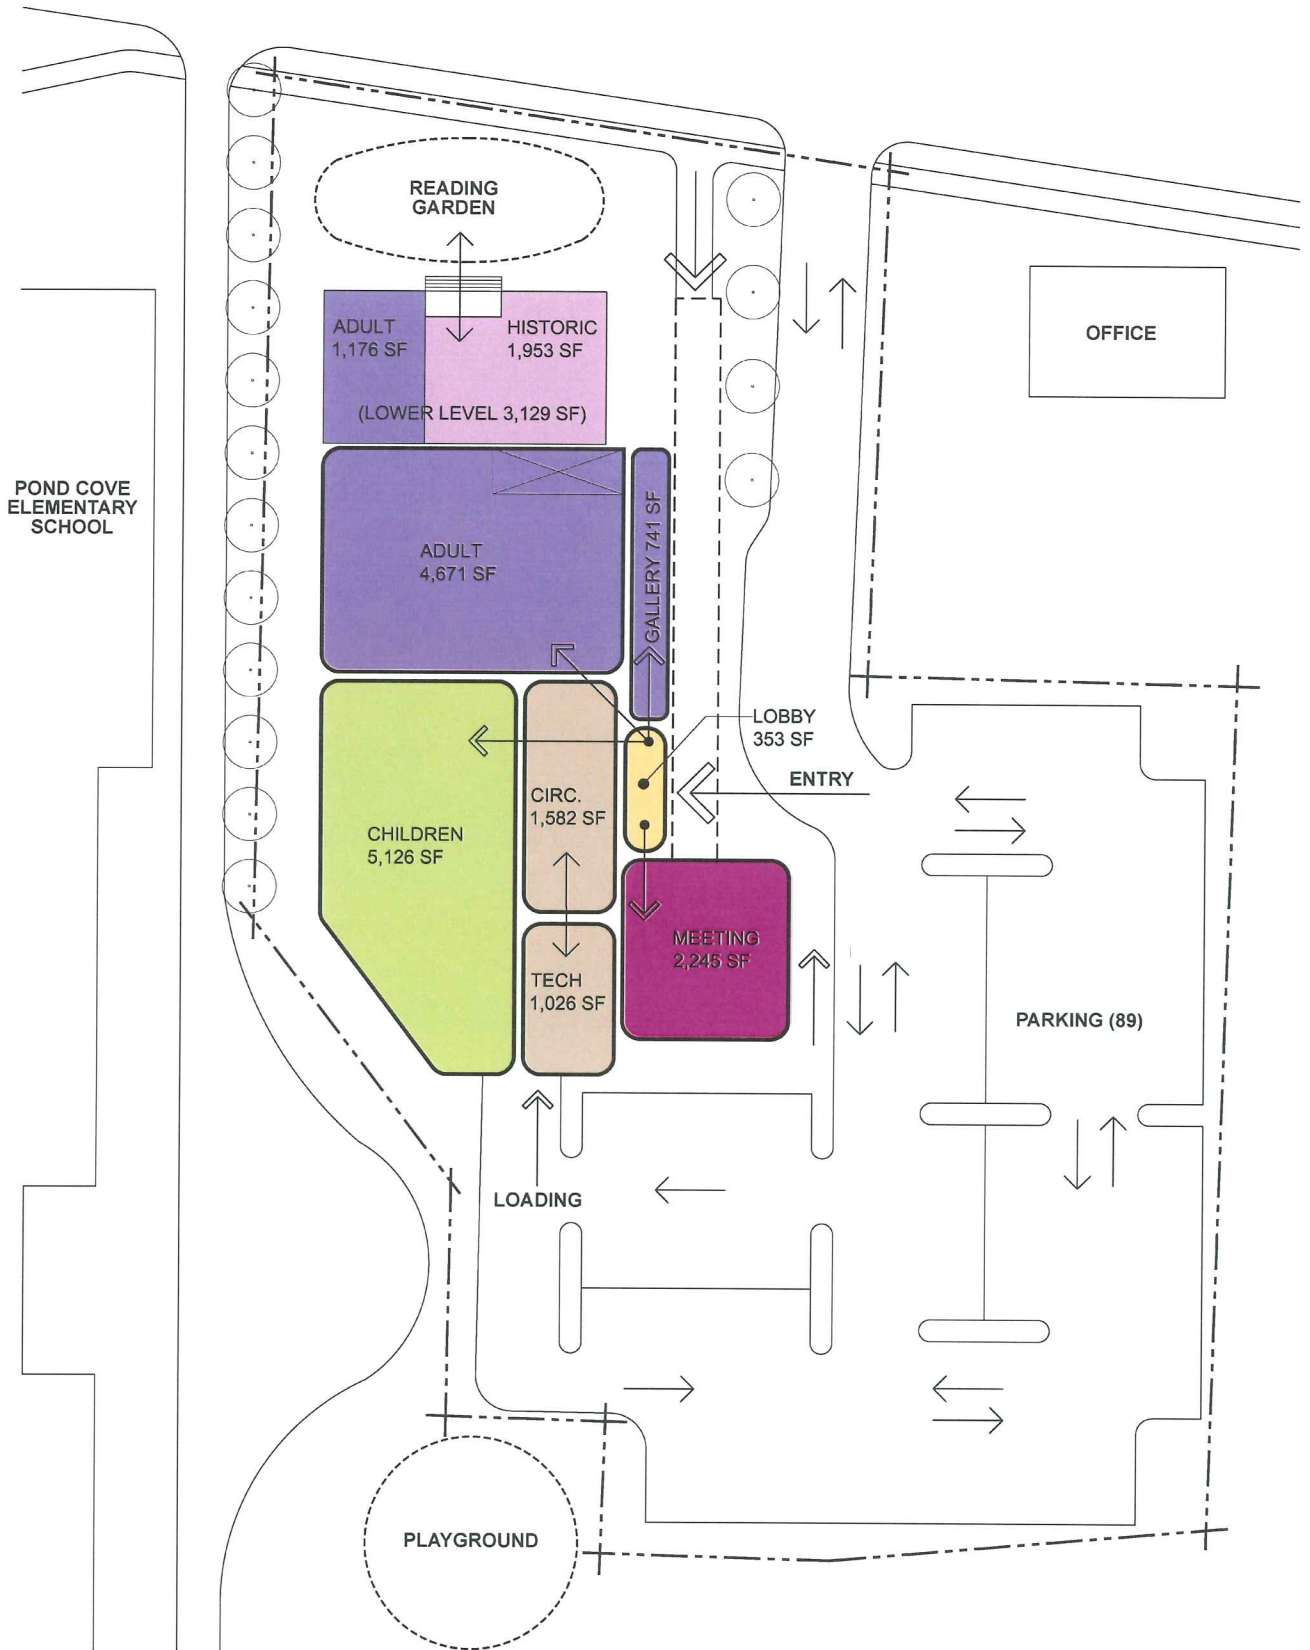 READING
GARDEN
ADULT
1,176 SF
HISTORIC
1,953 SF
(LOWER LEVEL 3,129 SF)
OFFICE
POND COVE
ELEMENTARY
SCHOOL
ADULT
4,671 SF
GALLERY 741 SF
LOBBY
353 SF
ENTRY
CIRC.
1,582 SF
CHILDREN
5,126 SF
MEETING
2,245 SF
TECH
1,026 SF
PARKING (89)
LOADING
PLAYGROUND